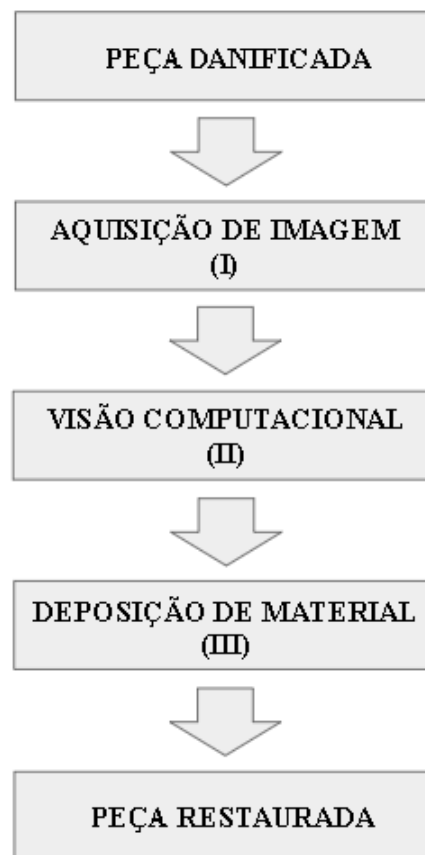 PEÇA DANIFICADA
AQUISIÇÃO DE IMAGEM
(I)
VISÃO COMPUTACIONAL
(II)
DEPOSIÇÃO DE MATERIAL
(III)
PEÇA RESTAURADA